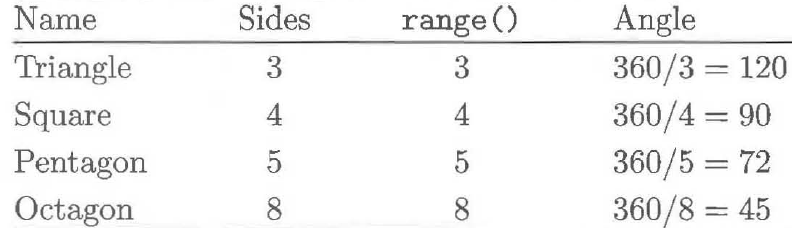 Name Sides range() Angle
Triangle 3 3 360/3 = 120
Square 4 4 360/4 = 90
Pentagon 5 5 360/5 = 72
Octagon 8 8 360/8 = 45